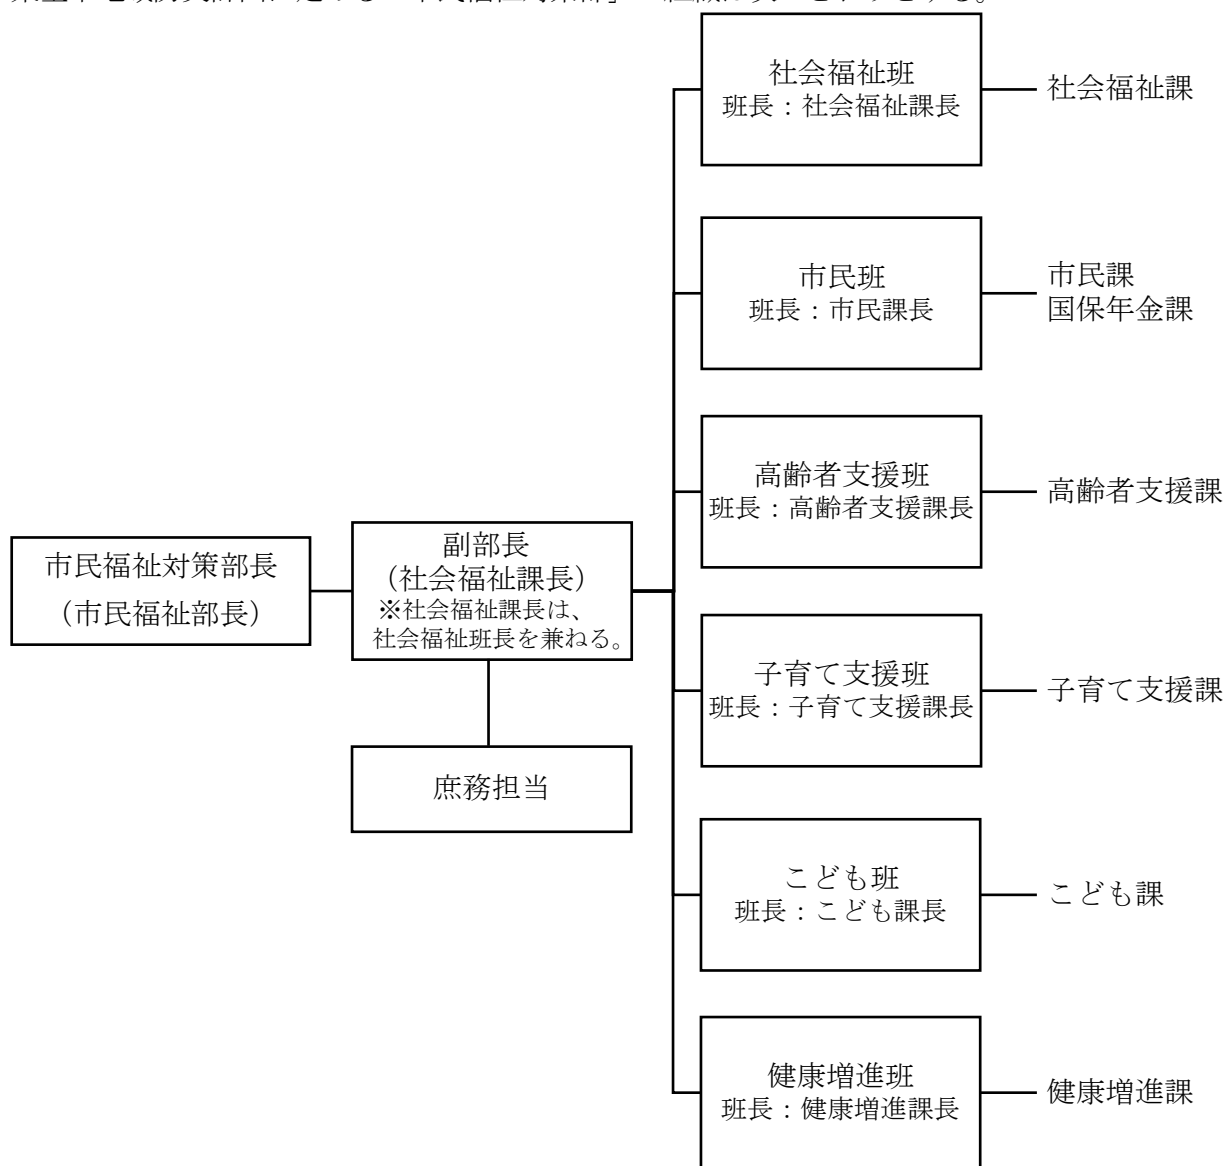 社会福祉班
班長：社会福祉課長
社会福祉課
市民班
班長：市民課長
市民課
国保年金課
高齢者支援班
班長：高齢者支援課長
高齢者支援課
市民福祉対策部長
（市民福祉部長）
副部長
（社会福祉課長）
※社会福祉課長は、
社会福祉班長を兼ねる。
庶務担当
子育て支援班
班長：子育て支援課長
子育て支援課
こども班
班長：こども課長
こども課
健康増進班
班長：健康増進課長
健康増進課